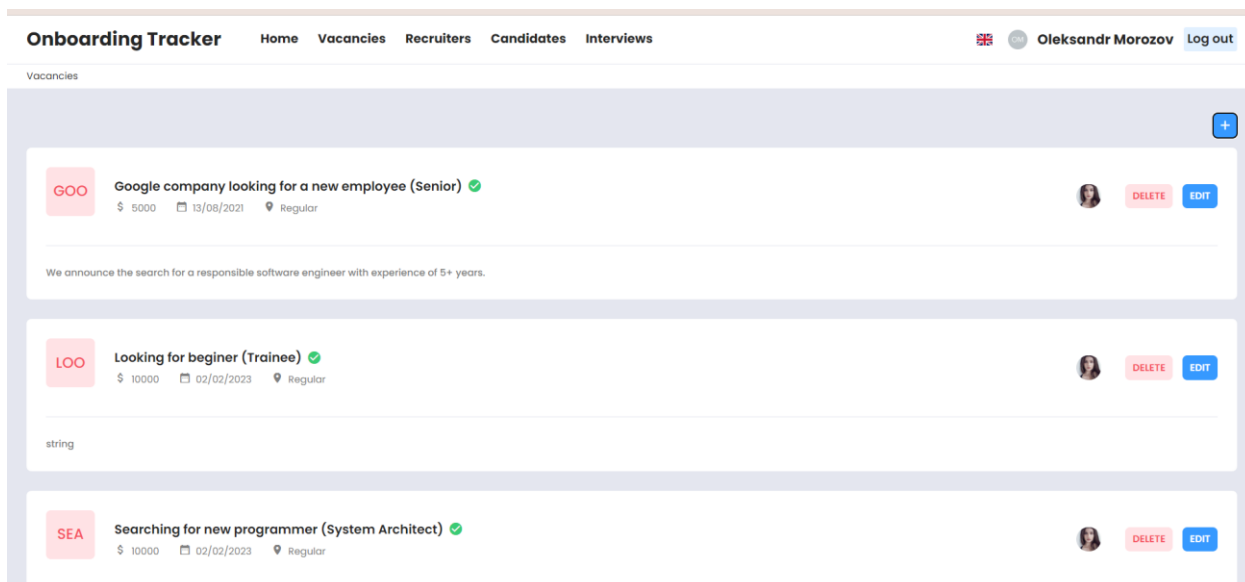 Onboarding Tracker Home Vacancies Recruiters Candidates Interviews OM Oleksandr Morozov Log out
Vacancies
+
GOO Google company looking for a new employee (Senior) DELETE EDIT
$ 5000 13/08/2021 Regular
We announce the search for a responsible software engineer with experience of 5+ years.
LOO Looking for beginer (Trainee) DELETE EDIT
$ 10000 02/02/2023 Regular
string
SEA Searching for new programmer (System Architect) DELETE EDIT
$ 10000 02/02/2023 Regular